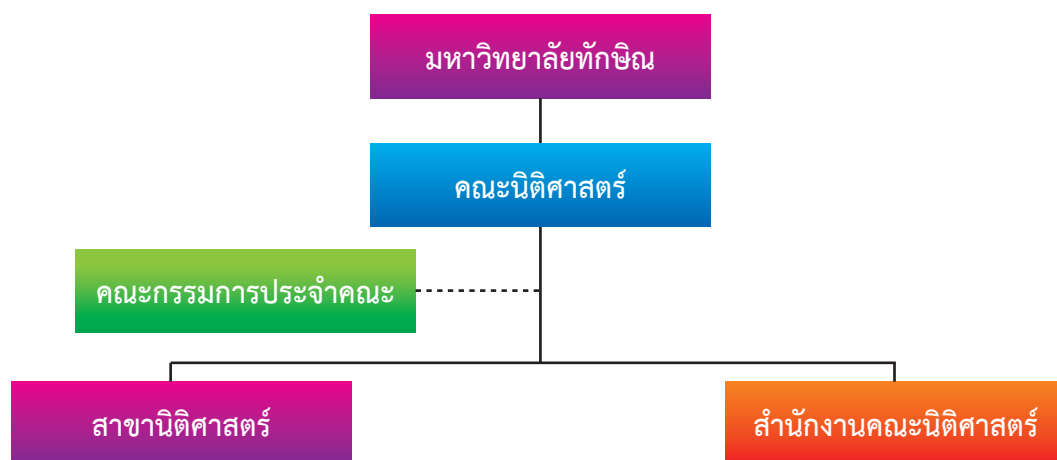 มหาวิทยาลัยทักษิณ
คณะนิติศาสตร์
คณะกรรมการประจำคณะ
สาขานิติศาสตร์
สำนักงานคณะนิติศาสตร์